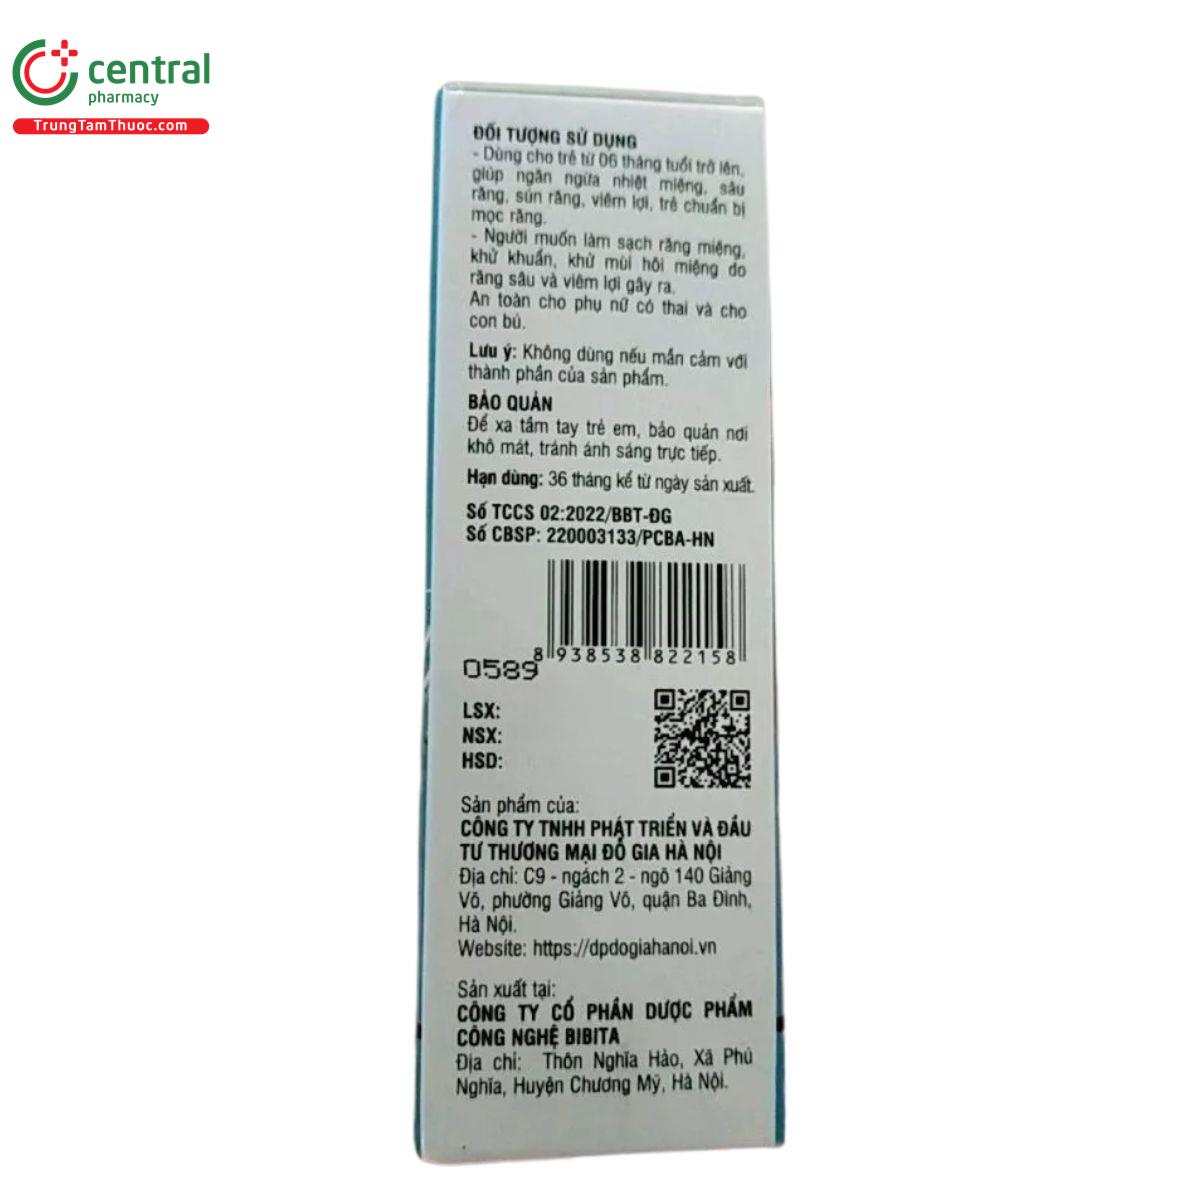 central
pharmacy
TrungTamThuoc.com
ĐỐI TƯỢNG SỬ DỤNG
- Dùng cho trẻ từ 06 tháng tuổi trở lên,
giúp ngăn ngừa nhiệt miệng, sâu
răng, sún răng, viêm lợi, trẻ chuẩn bị
mọc răng.
- Người muốn làm sạch răng miệng,
khử khuẩn, khử mùi hôi miệng do
răng sâu và viêm lợi gây ra.
An toàn cho phụ nữ có thai và cho
con bú.
Lưu ý: Không dùng nếu mẫn cảm với
thành phần của sản phẩm.
BẢO QUẢN
Để xa tầm tay trẻ em, bảo quản nơi
khô mát, tránh ánh sáng trực tiếp.
Hạn dùng: 36 tháng kể từ ngày sản xuất.
Số TCCS 02:2022/BBT-ĐG
Số CBSP: 220003133/PCBA-HN
8 938538 822158
0589
LSX:
NSX:
HSD:
Sản phẩm của:
CÔNG TY TNHH PHÁT TRIỂN VÀ ĐẦU
TƯ THƯƠNG MẠI ĐỖ GIA HÀ NỘI
Địa chỉ: C9 - ngách 2 - ngõ 140 Giảng
Võ, phường Giảng Võ, quận Ba Đình,
Hà Nội.
Website: https://dpdogiahanoi.vn
Sản xuất tại:
CÔNG TY CỔ PHẦN DƯỢC PHẨM
CÔNG NGHỆ BIBITA
Địa chỉ: Thôn Nghĩa Hảo, Xã Phú
Nghĩa, Huyện Chương Mỹ, Hà Nội.